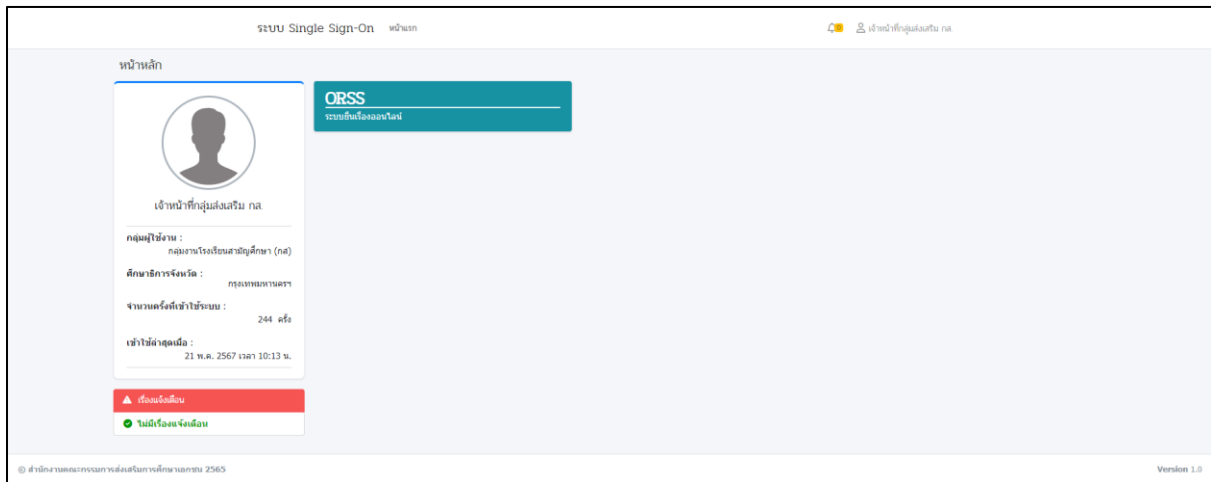 ระบบ Single Sign-On หน้าแรก
0 เจ้าหน้าที่กลุ่มส่งเสริม กส.
หน้าหลัก
ORSS
ระบบยื่นเรื่องออนไลน์
เจ้าหน้าที่กลุ่มส่งเสริม กส.
กลุ่มผู้ใช้งาน :
กลุ่มงานโรงเรียนสามัญศึกษา (กส)
ศึกษาธิการจังหวัด :
กรุงเทพมหานครฯ
จำนวนครั้งที่เข้าใช้ระบบ :
244 ครั้ง
เข้าใช้ล่าสุดเมื่อ :
21 พ.ค. 2567 เวลา 10:13 น.
เรื่องแจ้งเตือน
ไม่มีเรื่องแจ้งเตือน
© สำนักงานคณะกรรมการส่งเสริมการศึกษาเอกชน 2565
Version 1.0